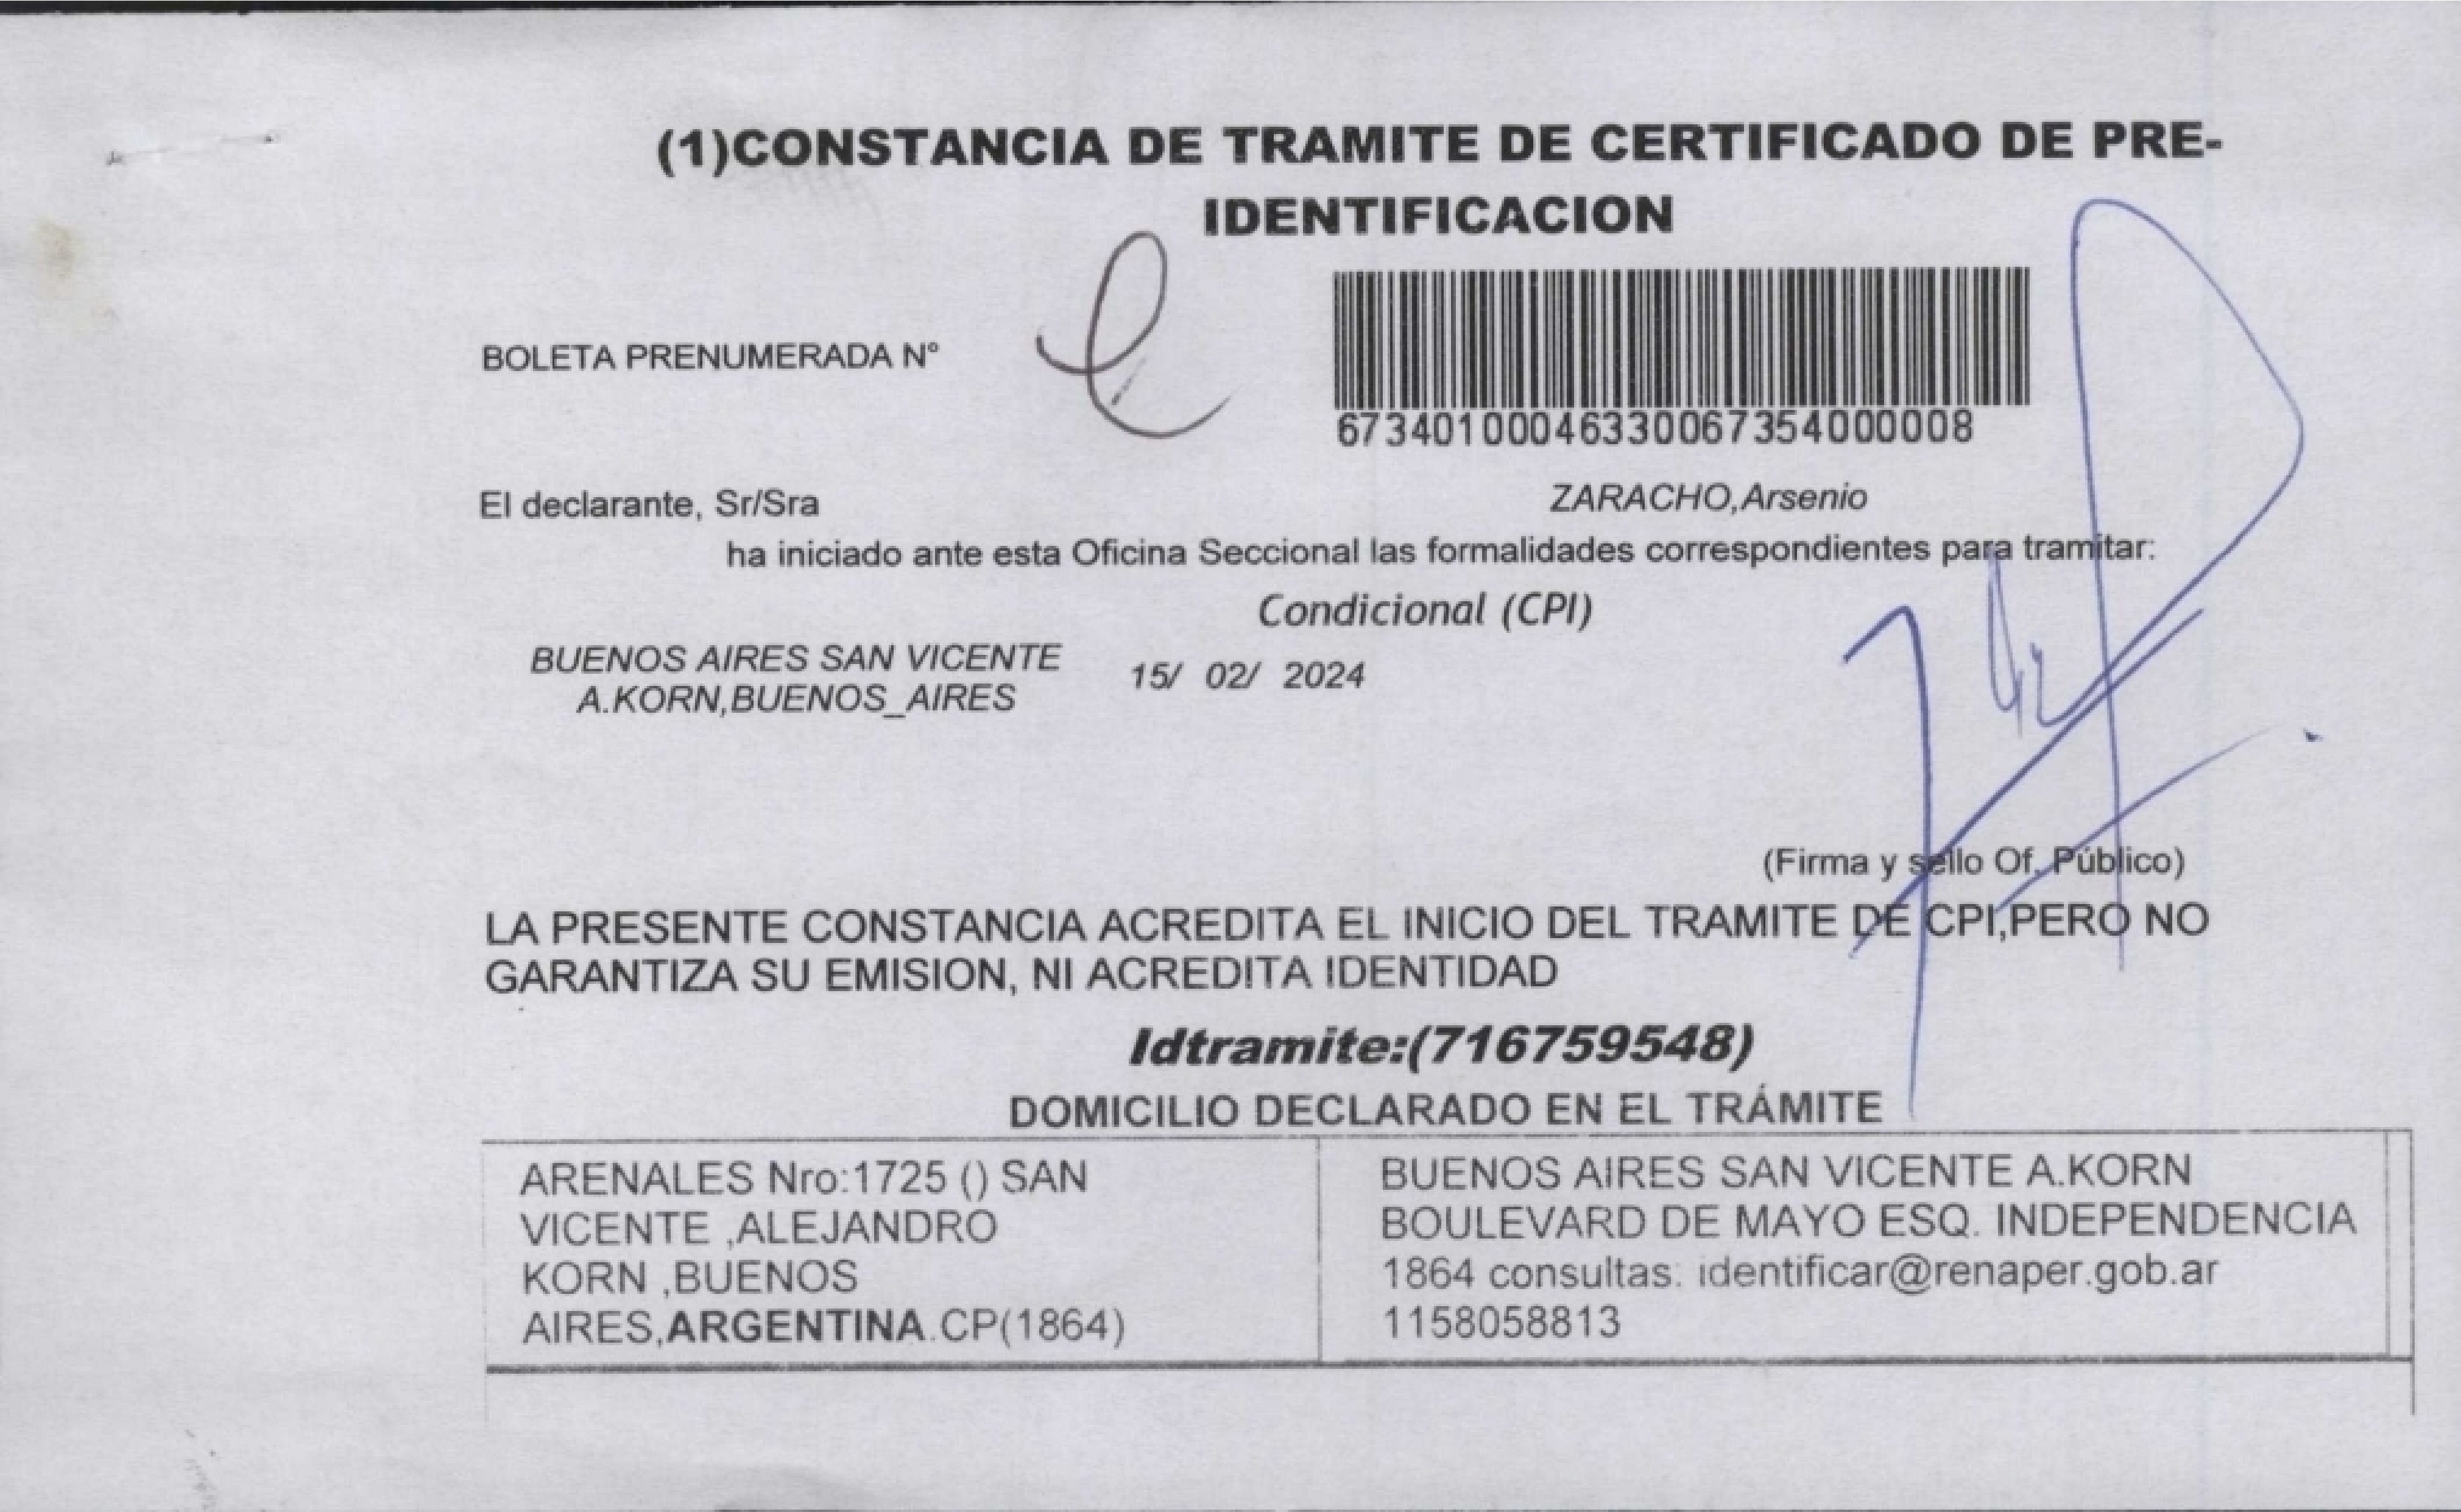 (1)CONSTANCIA DE TRAMITE DE CERTIFICADO DE PRE-
IDENTIFICACION
BOLETA PRENUMERADA N°
67340100046330067354000008
El declarante, Sr/Sra
ZARACHO,Arsenio
ha iniciado ante esta Oficina Seccional las formalidades correspondientes para tramitar:
Condicional (CPI)
BUENOS AIRES SAN VICENTE
A.KORN,BUENOS_AIRES
15/ 02/ 2024
(Firma y sello Of. Público)
LA PRESENTE CONSTANCIA ACREDITA EL INICIO DEL TRAMITE DE CPI,PERO NO
GARANTIZA SU EMISION, NI ACREDITA IDENTIDAD
Idtramite:(716759548)
DOMICILIO DECLARADO EN EL TRÁMITE
ARENALES Nro:1725 () SAN
VICENTE ,ALEJANDRO
KORN ,BUENOS
AIRES,ARGENTINA.CP(1864)
BUENOS AIRES SAN VICENTE A.KORN
BOULEVARD DE MAYO ESQ. INDEPENDENCIA
1864 consultas: identificar@renaper.gob.ar
1158058813